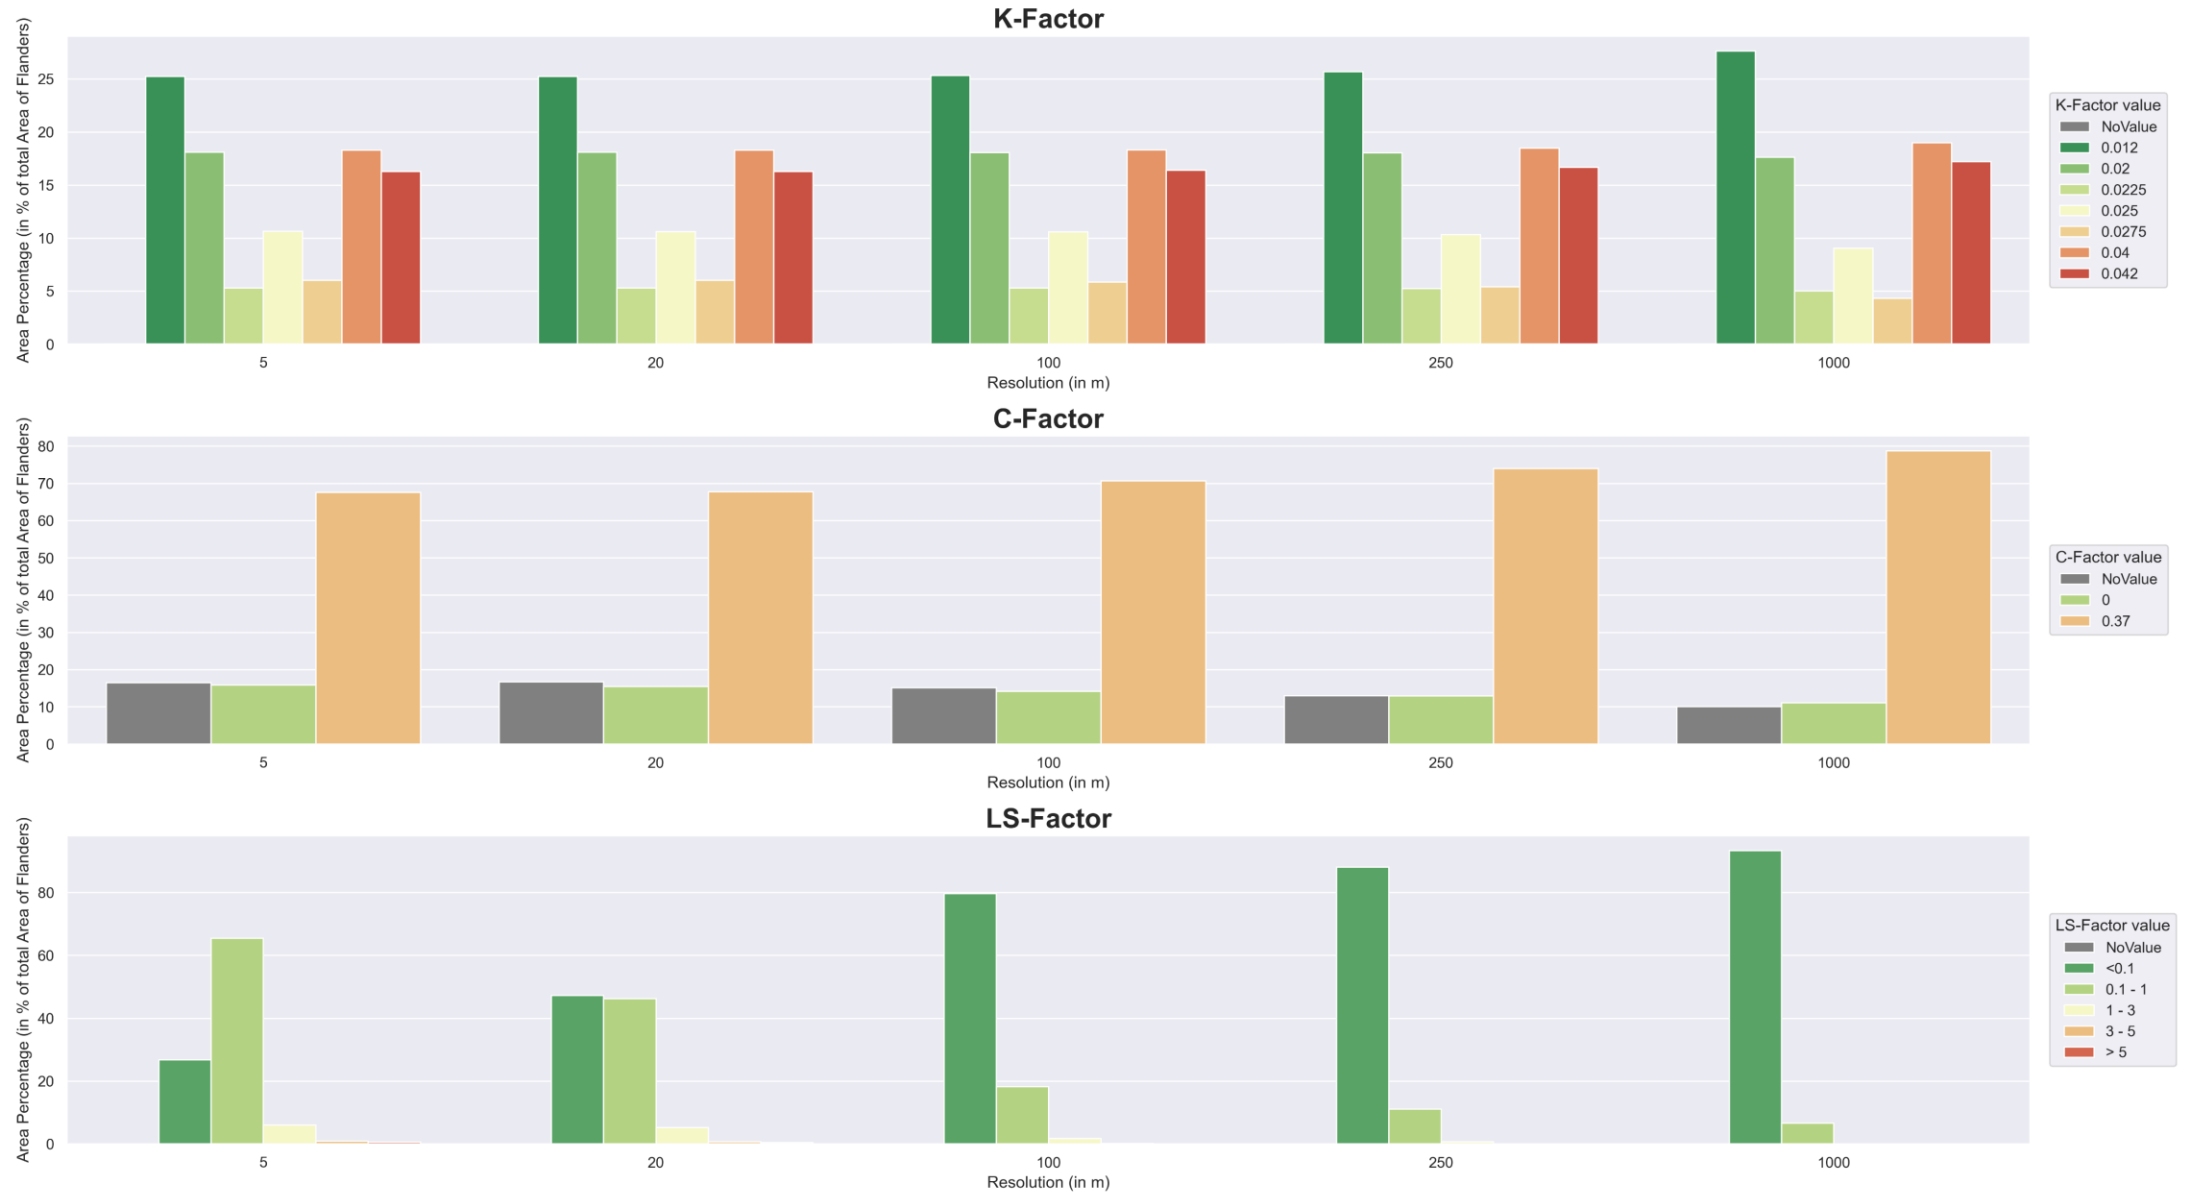 K-Factor
Area Percentage (in % of total Area of Flanders)
25
20
15
10
5
0
5 20 100 250 1000
Resolution (in m)
K-Factor value
NoValue
0.012
0.02
0.0225
0.025
0.0275
0.04
0.042
C-Factor
Area Percentage (in % of total Area of Flanders)
80
70
60
50
40
30
20
10
0
5 20 100 250 1000
Resolution (in m)
C-Factor value
NoValue
0
0.37
LS-Factor
Area Percentage (in % of total Area of Flanders)
80
60
40
20
0
5 20 100 250 1000
Resolution (in m)
LS-Factor value
NoValue
<0.1
0.1 - 1
1 - 3
3 - 5
> 5